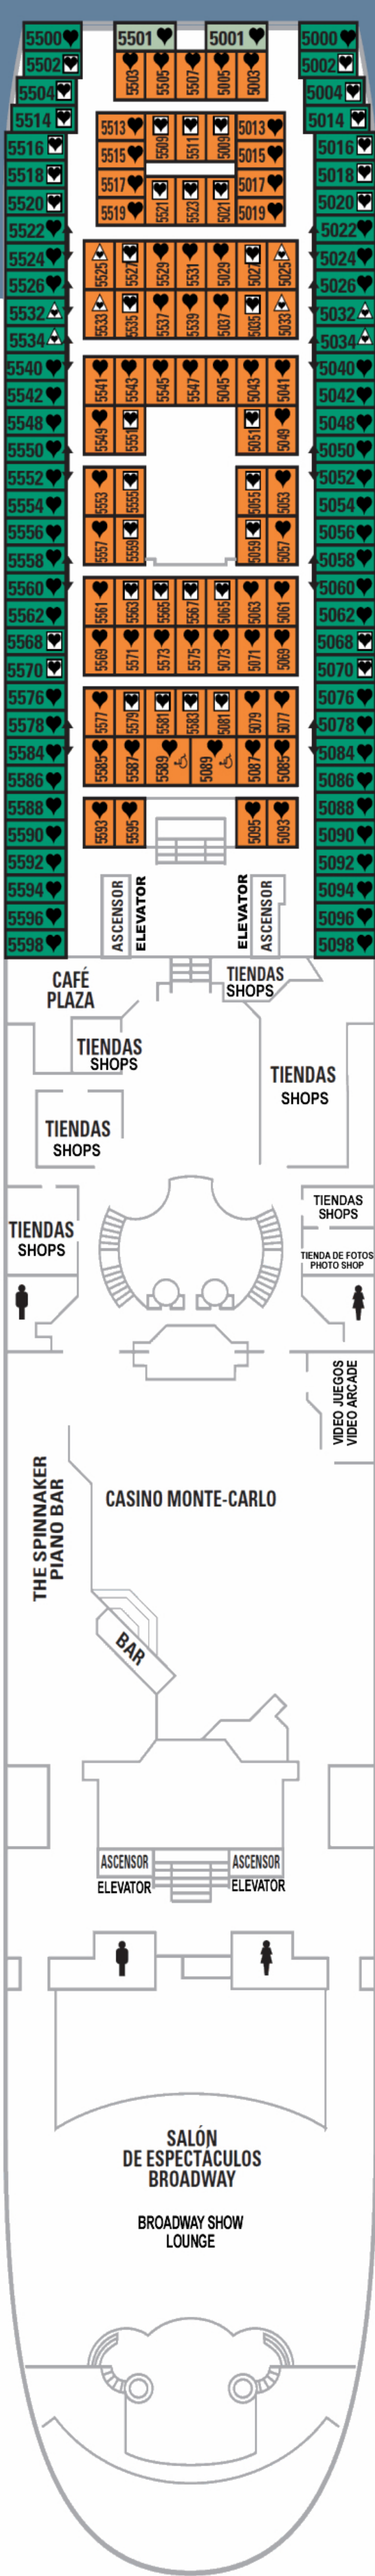 5500 5501 5001 5000
5502 5503 5505 5507 5005 5003 5002
5504 5004
5514 5513 5509 5511 5009 5013 5014
5516 5515 5015 5016
5518 5517 5521 5523 5021 5017 5018
5520 5519 5019 5020
5522 5022
5524 5525 5527 5529 5531 5029 5027 5025 5024
5526 5026
5532 5533 5535 5537 5539 5037 5035 5033 5032
5534 5034
5540 5541 5543 5545 5547 5045 5043 5041 5040
5542 5042
5548 5549 5551 5051 5049 5048
5550 5050
5552 5553 5555 5055 5053 5052
5554 5054
5556 5557 5559 5059 5057 5056
5558 5058
5560 5561 5563 5565 5567 5065 5063 5061 5060
5562 5062
5568 5569 5571 5573 5575 5073 5071 5069 5068
5570 5070
5576 5577 5579 5581 5583 5081 5079 5077 5076
5578 5078
5584 5585 5587 5589 5089 5087 5085 5084
5586 5086
5588 5593 5595 5095 5093 5088
5590 5090
5592 5092
5594 5094
5596 5096
5598 5098
ASCENSOR
ELEVATOR
ELEVATOR
ASCENSOR
CAFÉ
PLAZA
TIENDAS
SHOPS
TIENDAS
SHOPS
TIENDAS
SHOPS
TIENDAS
SHOPS
TIENDAS
SHOPS
TIENDAS
SHOPS
TIENDA DE FOTOS
PHOTO SHOP
VIDEO JUEGOS
VIDEO ARCADE
THE SPINNAKER
PIANO BAR
CASINO MONTE-CARLO
BAR
ASCENSOR
ELEVATOR
ASCENSOR
ELEVATOR
SALÓN
DE ESPECTÁCULOS
BROADWAY
BROADWAY SHOW
LOUNGE